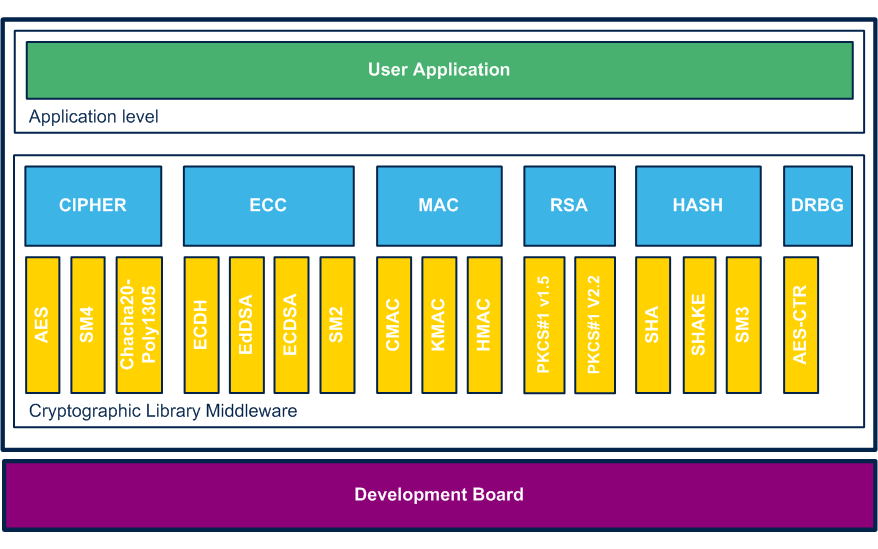 User Application
Application level
CIPHER
ECC
MAC
RSA
HASH
DRBG
AES
SM4
Chacha20-
Poly1305
ECDH
EdDSA
ECDSA
SM2
CMAC
KMAC
HMAC
PKCS#1 v1.5
PKCS#1 V2.2
SHA
SHAKE
SM3
AES-CTR
Cryptographic Library Middleware
Development Board